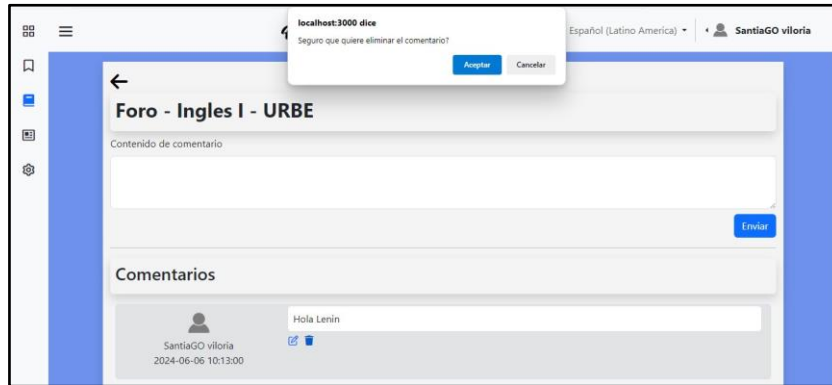 localhost:3000 dice
Seguro que quiere eliminar el comentario?
Aceptar Cancelar
Español (Latino America) SantiaGO viloria
Foro - Ingles I - URBE
Contenido de comentario
Enviar
Comentarios
Hola Lenin
SantiaGO viloria
2024-06-06 10:13:00